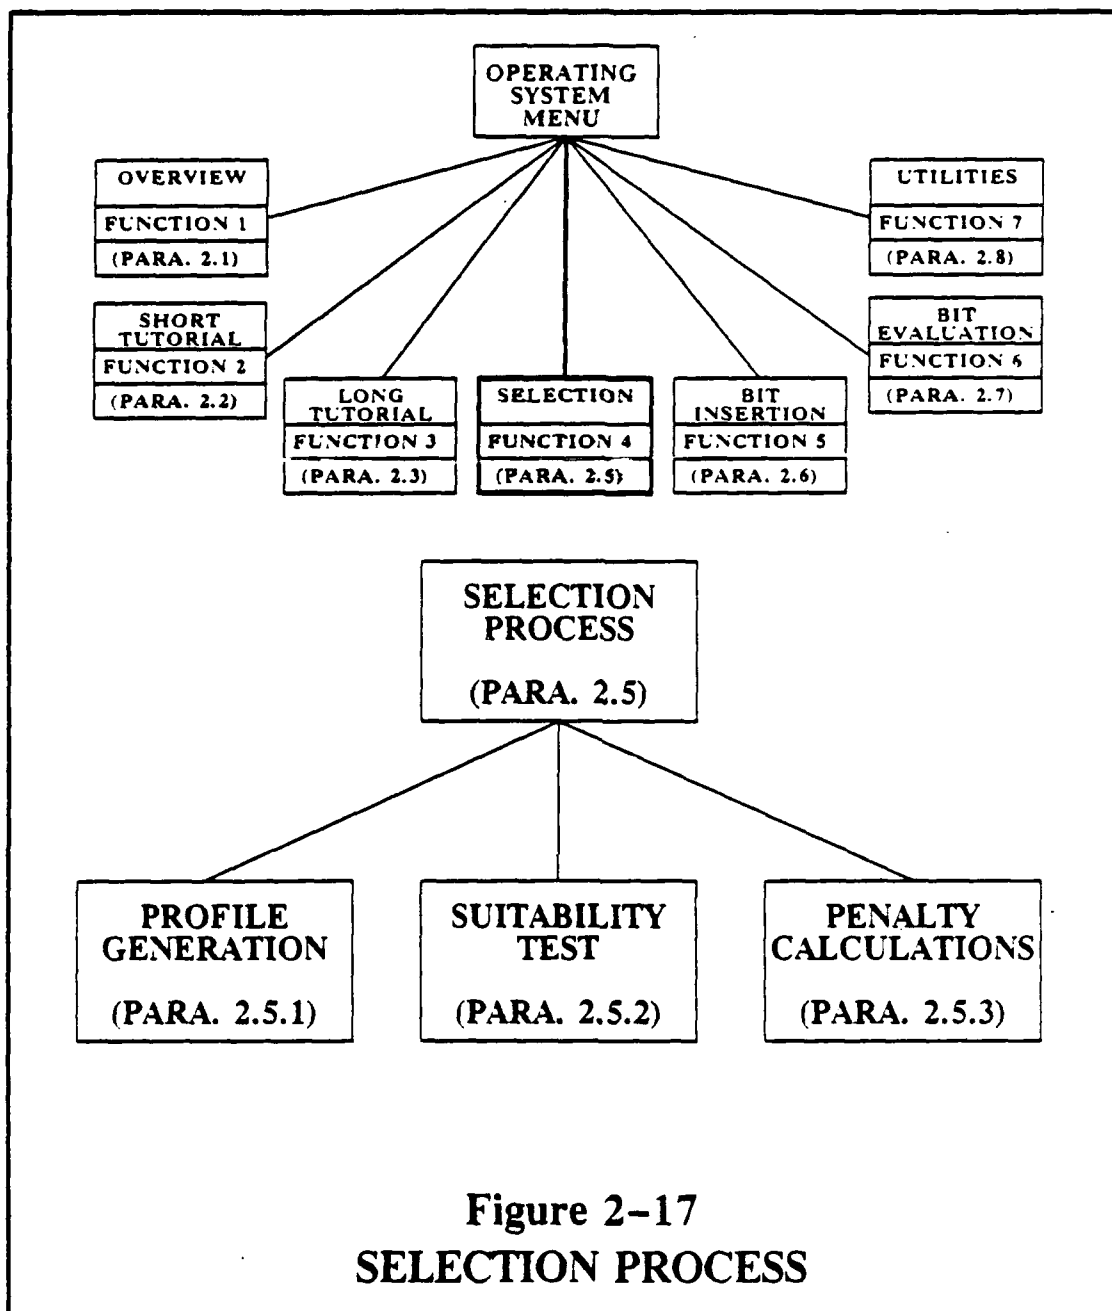 OPERATING
SYSTEM
MENU
OVERVIEW
FUNCTION 1
(PARA. 2.1)
UTILITIES
FUNCTION 7
(PARA. 2.8)
SHORT
TUTORIAL
FUNCTION 2
(PARA. 2.2)
BIT
EVALUATION
FUNCTION 6
(PARA. 2.7)
LONG
TUTORIAL
FUNCTION 3
(PARA. 2.3)
SELECTION
FUNCTION 4
(PARA. 2.5)
BIT
INSERTION
FUNCTION 5
(PARA. 2.6)
SELECTION
PROCESS
(PARA. 2.5)
PROFILE
GENERATION
(PARA. 2.5.1)
SUITABILITY
TEST
(PARA. 2.5.2)
PENALTY
CALCULATIONS
(PARA. 2.5.3)
Figure 2-17
SELECTION PROCESS